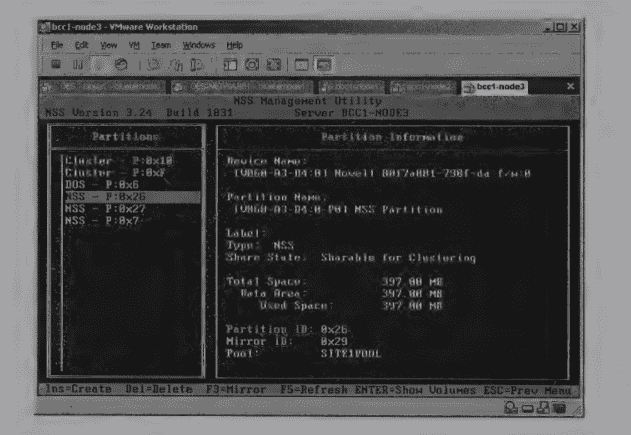 bcc1-node3 - VMware Workstation
File Edit View VM Team Windows Help
bcc1-node3
NSS Management Utility
NSS Version 3.24 Build 1031 Server BCC1-NODE3
Partitions
Cluster - P:0x10
Cluster - P:0xF
DOS - P:0x6
NSS - P:0x26
NSS - P:0x27
NSS - P:0x7
Partition Information
Device Name:
Novell
Partition Name:
NSS Partition
Label:
Type: NSS
Share State: Sharable for Clustering
Total Space: 397.00 MB
Data Area: 397.00 MB
Used Space: 397.00 MB
Partition ID: 0x26
Mirror ID: 0x29
Pool: SITE1POOL
Ins=Create Del=Delete F3=Mirror F5=Refresh ENTER=Show Volumes ESC=Prev Menu